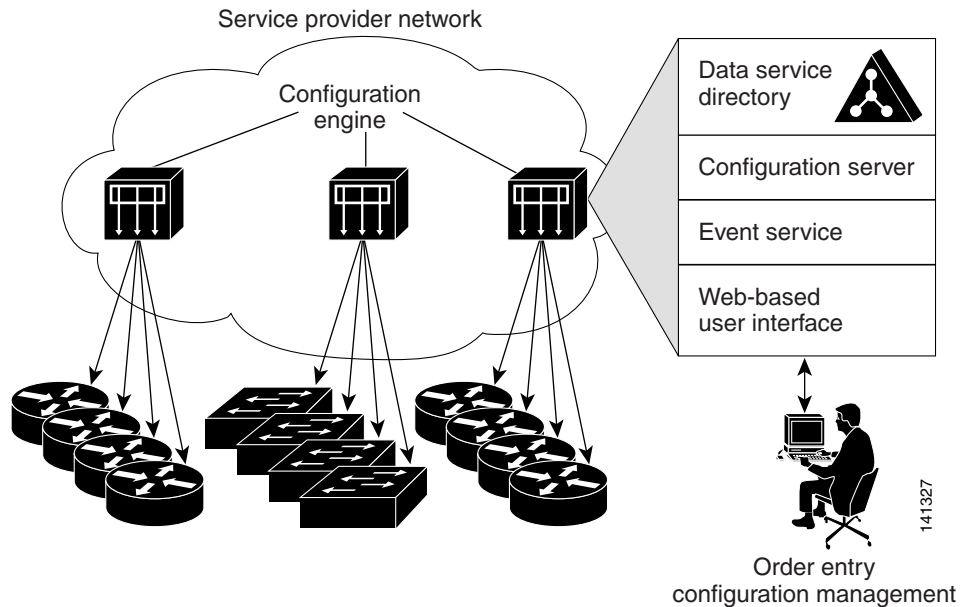 Service provider network
Configuration
engine
Data service
directory
Configuration server
Event service
Web-based
user interface
141327
Order entry
configuration management